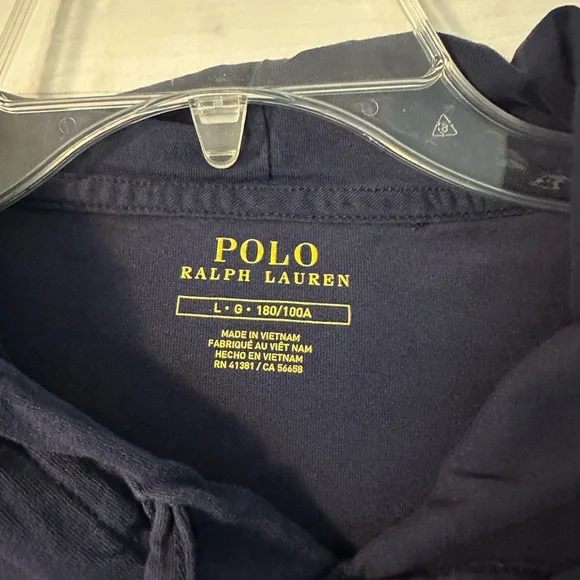 POLO
RALPH LAUREN
L • G • 180/100A
MADE IN VIETNAM
FABRIQUÉ AU VIÊT NAM
HECHO EN VIETNAM
RN 41381 / CA 56658